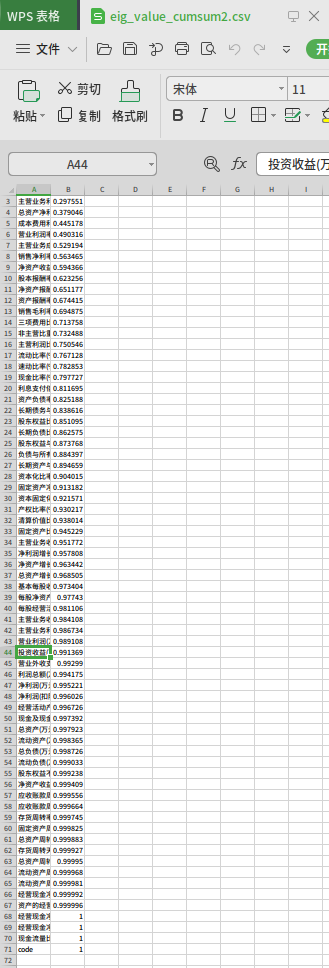 WPS 表格
eig_value_cumsum2.csv
文件
开
粘贴
剪切
复制
格式刷
宋体
11
B I U
A44
fx
投资收益(万
A B C D E F G H I
3 主营业务利 0.297551
4 总资产净利 0.379046
5 成本费用利 0.445178
6 营业利润率 0.490316
7 主营业务成 0.529194
8 销售净利率 0.563465
9 净资产收益 0.594366
10 股本报酬率 0.623256
11 净资产报酬 0.651177
12 资产报酬率 0.674415
13 销售毛利率 0.694875
14 三项费用比 0.713758
15 非主营比重 0.732488
16 主营利润比 0.750546
17 流动比率(% 0.767128
18 速动比率(% 0.782853
19 现金比率(% 0.797727
20 利息支付倍 0.811695
21 资产负债率 0.825188
22 长期债务与 0.838616
23 股东权益比 0.851095
24 长期负债比 0.862575
25 股东权益与 0.873768
26 负债与所有 0.884397
27 长期资产与 0.894659
28 资本化比率 0.904015
29 固定资产净 0.913182
30 资本固定化 0.921571
31 产权比率(% 0.930217
32 清算价值比 0.938014
33 固定资产比 0.945229
34 主营业务收 0.951772
35 净利润增长 0.957808
36 净资产增长 0.963442
37 总资产增长 0.968505
38 基本每股收 0.973404
39 每股净资产 0.97743
40 每股经营活 0.981106
41 主营业务收 0.984108
42 主营业务利 0.986734
43 营业利润(万 0.989108
44 投资收益(万 0.991369
45 营业外收支 0.99299
46 利润总额(万 0.994175
47 净利润(万元 0.995221
48 净利润(扣除 0.996026
49 经营活动产 0.996726
50 现金及现金 0.997392
51 总资产(万元 0.997923
52 流动资产(万 0.998365
53 总负债(万元 0.998726
54 流动负债(万 0.999033
55 股东权益不 0.999238
56 净资产收益 0.999409
57 应收账款周 0.999556
58 应收账款周 0.999664
59 存货周转率 0.999745
60 固定资产周 0.999825
61 总资产周转 0.999883
62 存货周转天 0.999927
63 总资产周转 0.99995
64 流动资产周 0.999968
65 流动资产周 0.999981
66 经营现金净 0.999992
67 资产的经营 0.999996
68 经营现金净 1
69 经营现金净 1
70 现金流量比 1
71 code 1
72